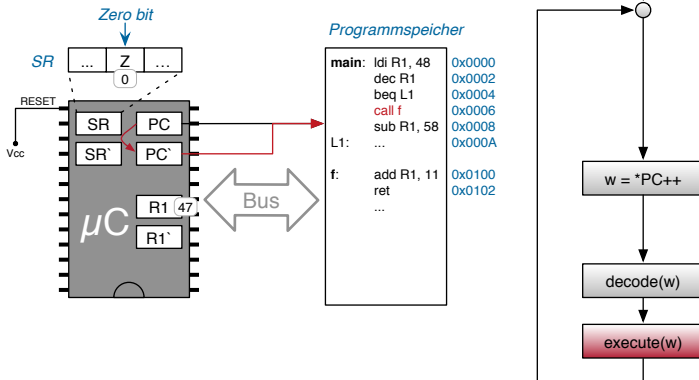 Zero bit
SR ... Z ...
0
RESET
Vcc
SR PC
SR` PC`
R1 47
R1`
µC
Bus
Programmspeicher
main: ldi R1, 48 0x0000
dec R1 0x0002
beq L1 0x0004
call f 0x0006
sub R1, 58 0x0008
L1: ... 0x000A
f: add R1, 11 0x0100
ret 0x0102
...
w = *PC++
decode(w)
execute(w)